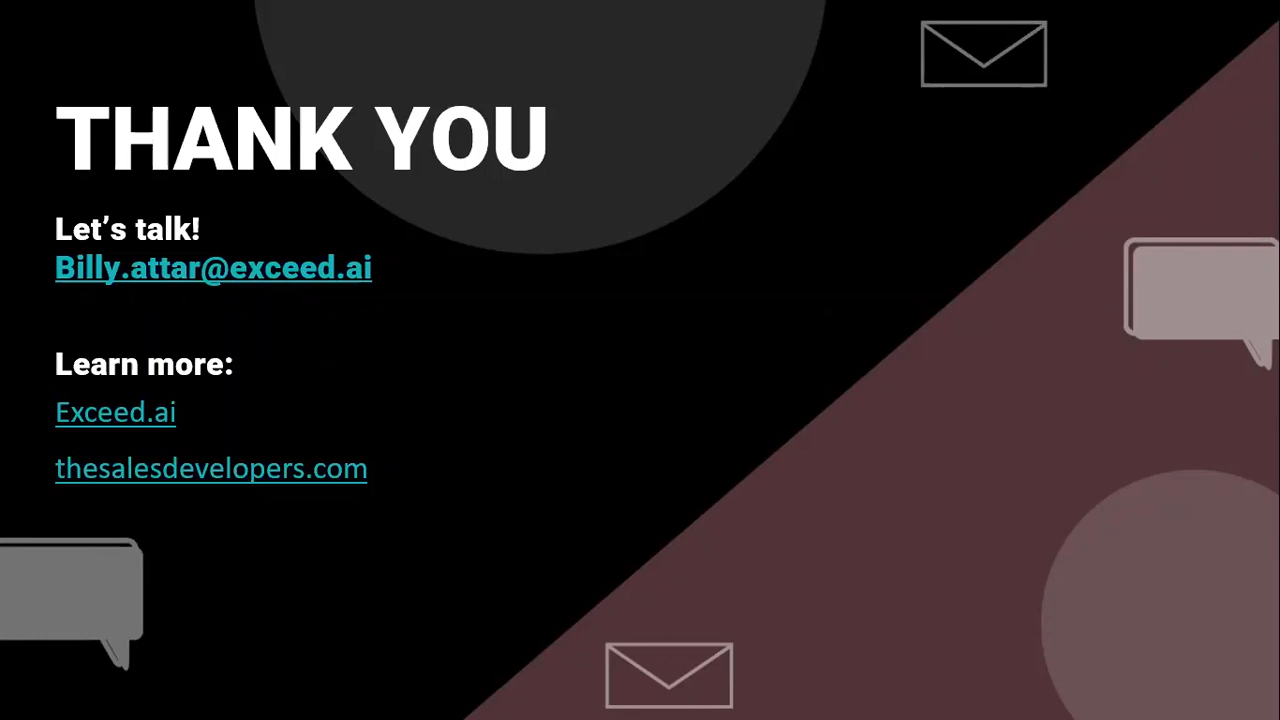 THANK YOU
Let’s talk!
Billy.attar@exceed.ai
Learn more:
Exceed.ai
thesalesdevelopers.com